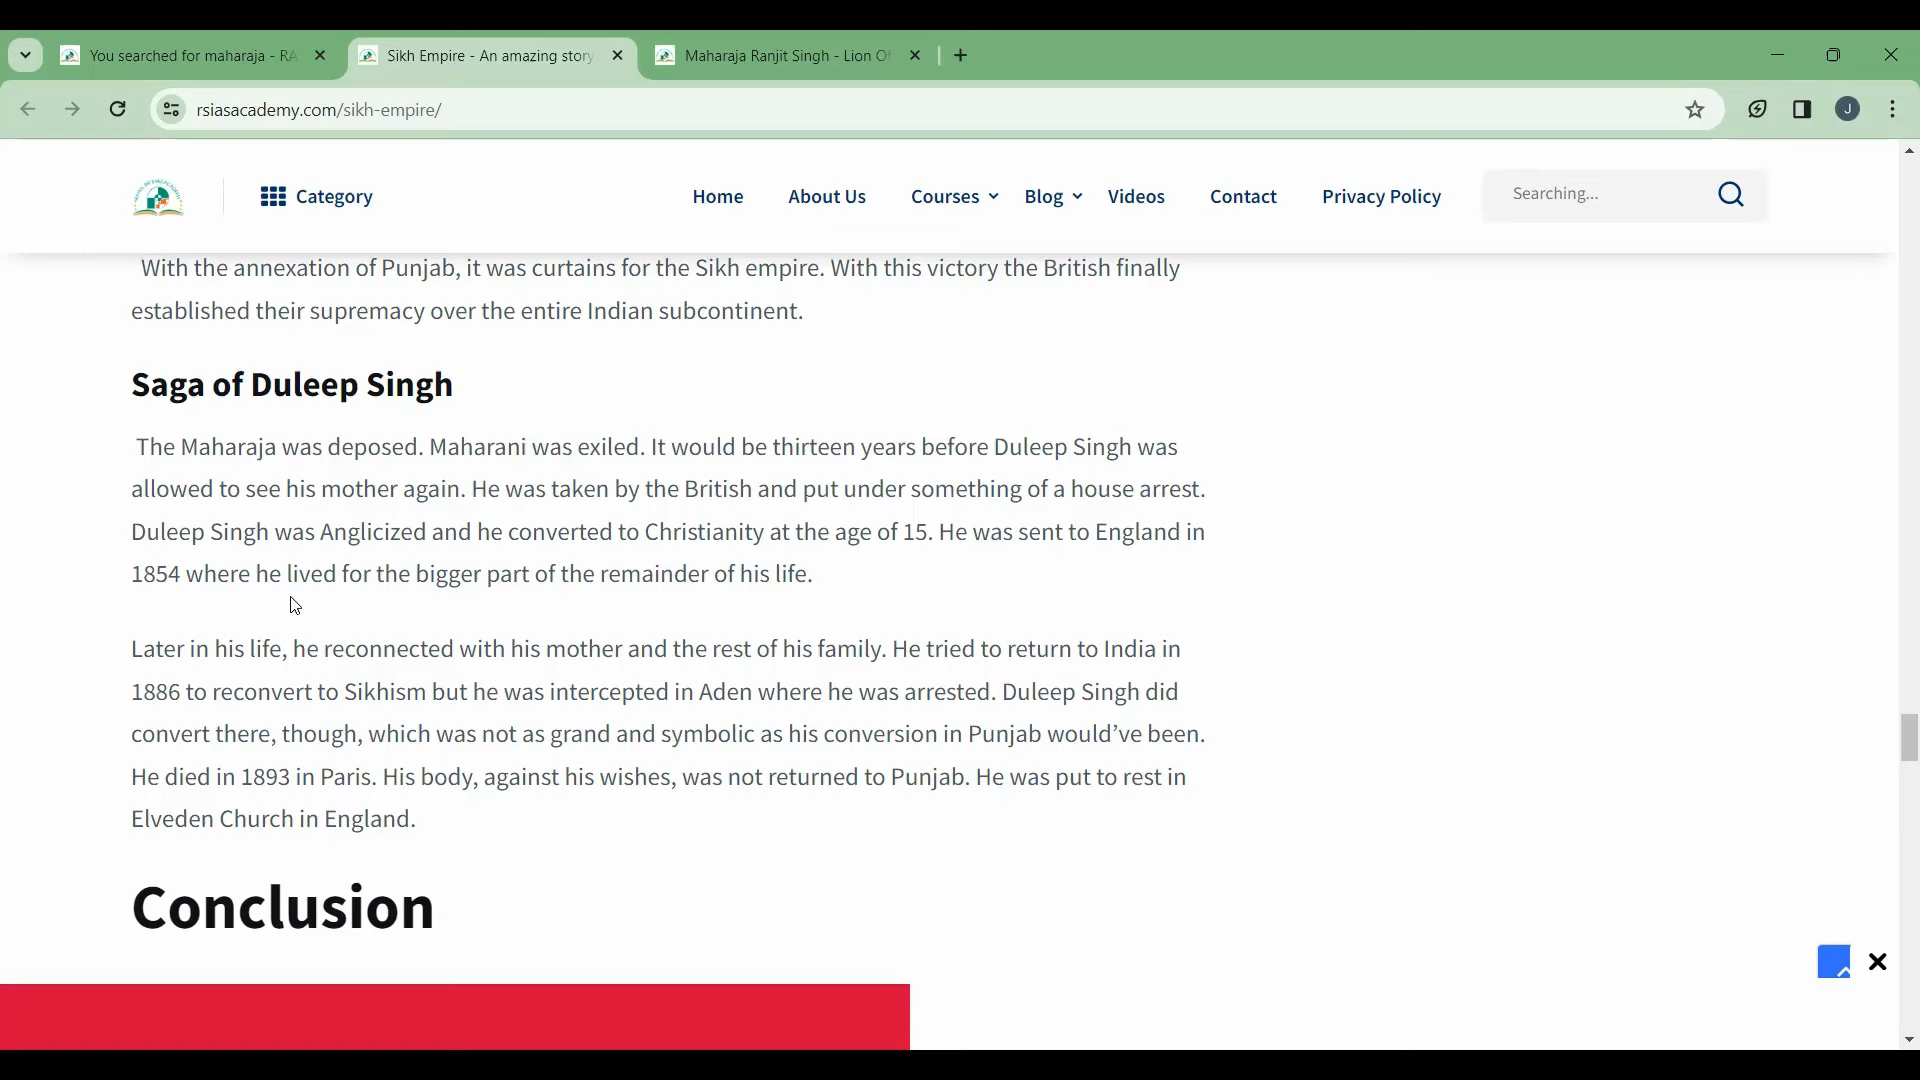 You searched for maharaja - RA
Sikh Empire - An amazing story
Maharaja Ranjit Singh - Lion Of
rsiasacademy.com/sikh-empire/
J
Category
Home
About Us
Courses
Blog
Videos
Contact
Privacy Policy
Searching...
With the annexation of Punjab, it was curtains for the Sikh empire. With this victory the British finally
established their supremacy over the entire Indian subcontinent.
Saga of Duleep Singh
The Maharaja was deposed. Maharani was exiled. It would be thirteen years before Duleep Singh was
allowed to see his mother again. He was taken by the British and put under something of a house arrest.
Duleep Singh was Anglicized and he converted to Christianity at the age of 15. He was sent to England in
1854 where he lived for the bigger part of the remainder of his life.
Later in his life, he reconnected with his mother and the rest of his family. He tried to return to India in
1886 to reconvert to Sikhism but he was intercepted in Aden where he was arrested. Duleep Singh did
convert there, though, which was not as grand and symbolic as his conversion in Punjab would’ve been.
He died in 1893 in Paris. His body, against his wishes, was not returned to Punjab. He was put to rest in
Elveden Church in England.
Conclusion